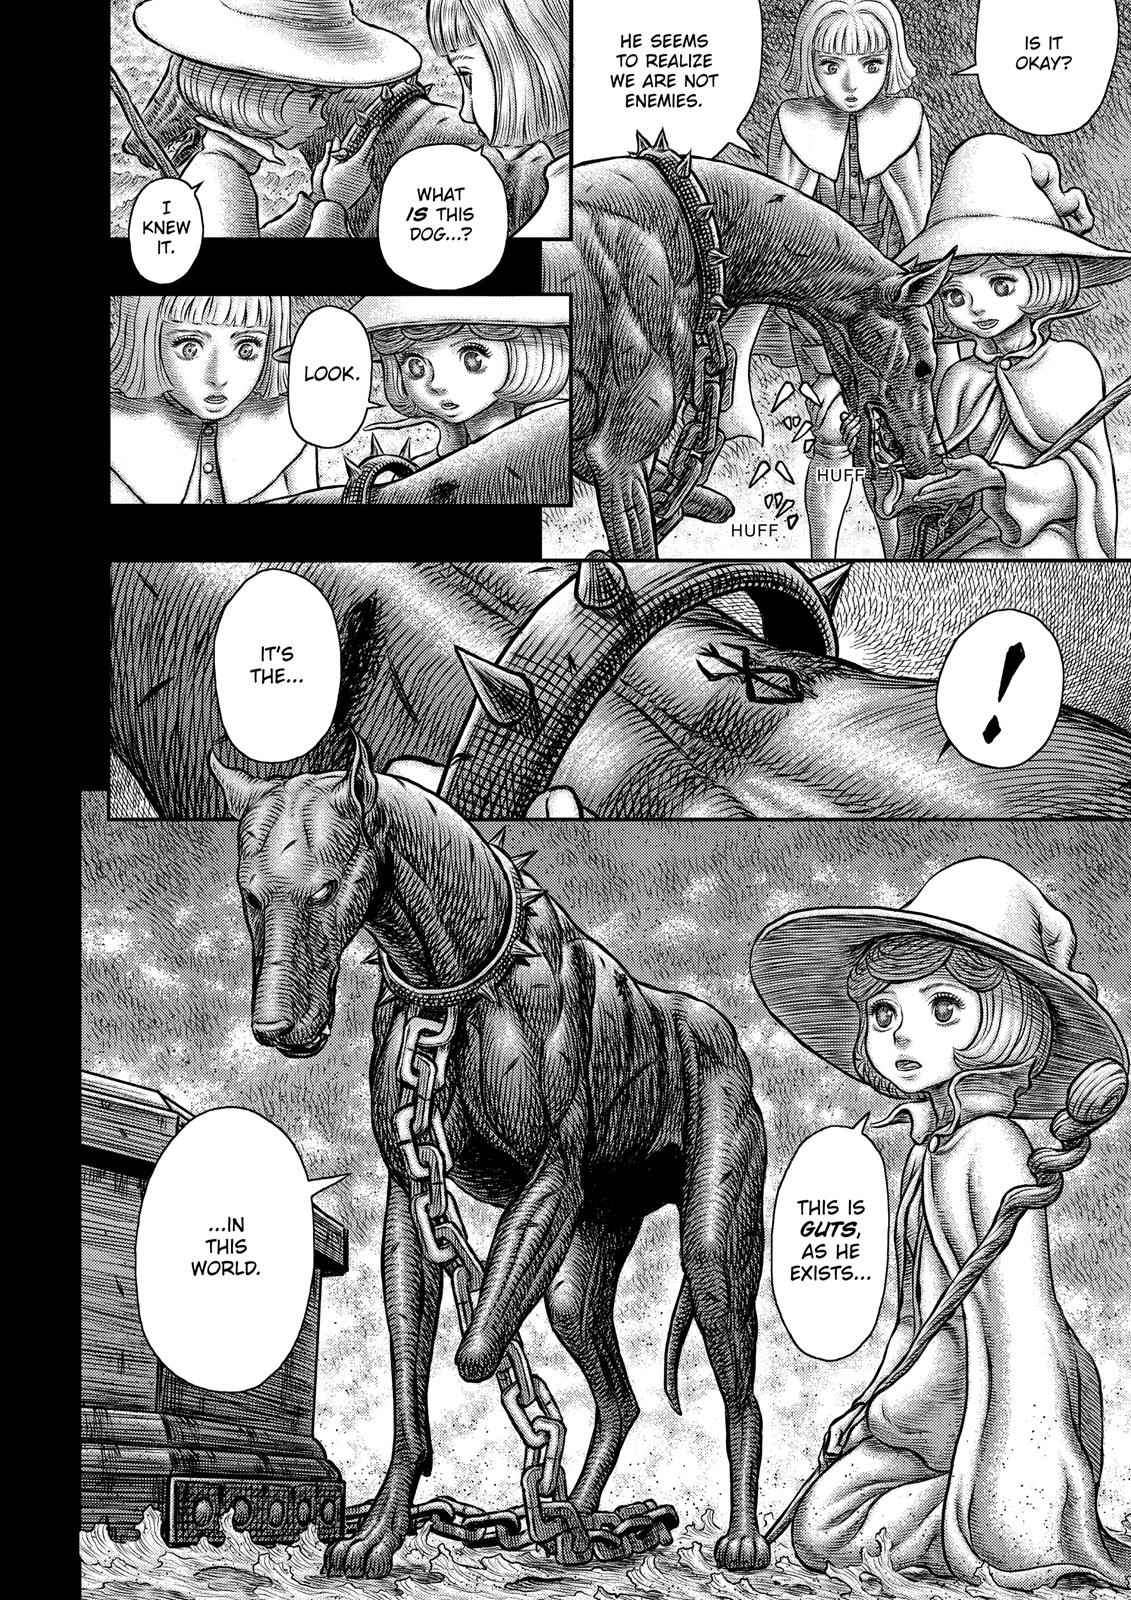 IS IT
OKAY?
HE SEEMS
TO REALIZE
WE ARE NOT
ENEMIES.
HUFF
HUFF
WHAT
IS THIS
DOG...?
I
KNEW
IT.
LOOK.
!
IT'S
THE...
THIS IS
GUTS,
AS HE
EXISTS...
...IN
THIS
WORLD.